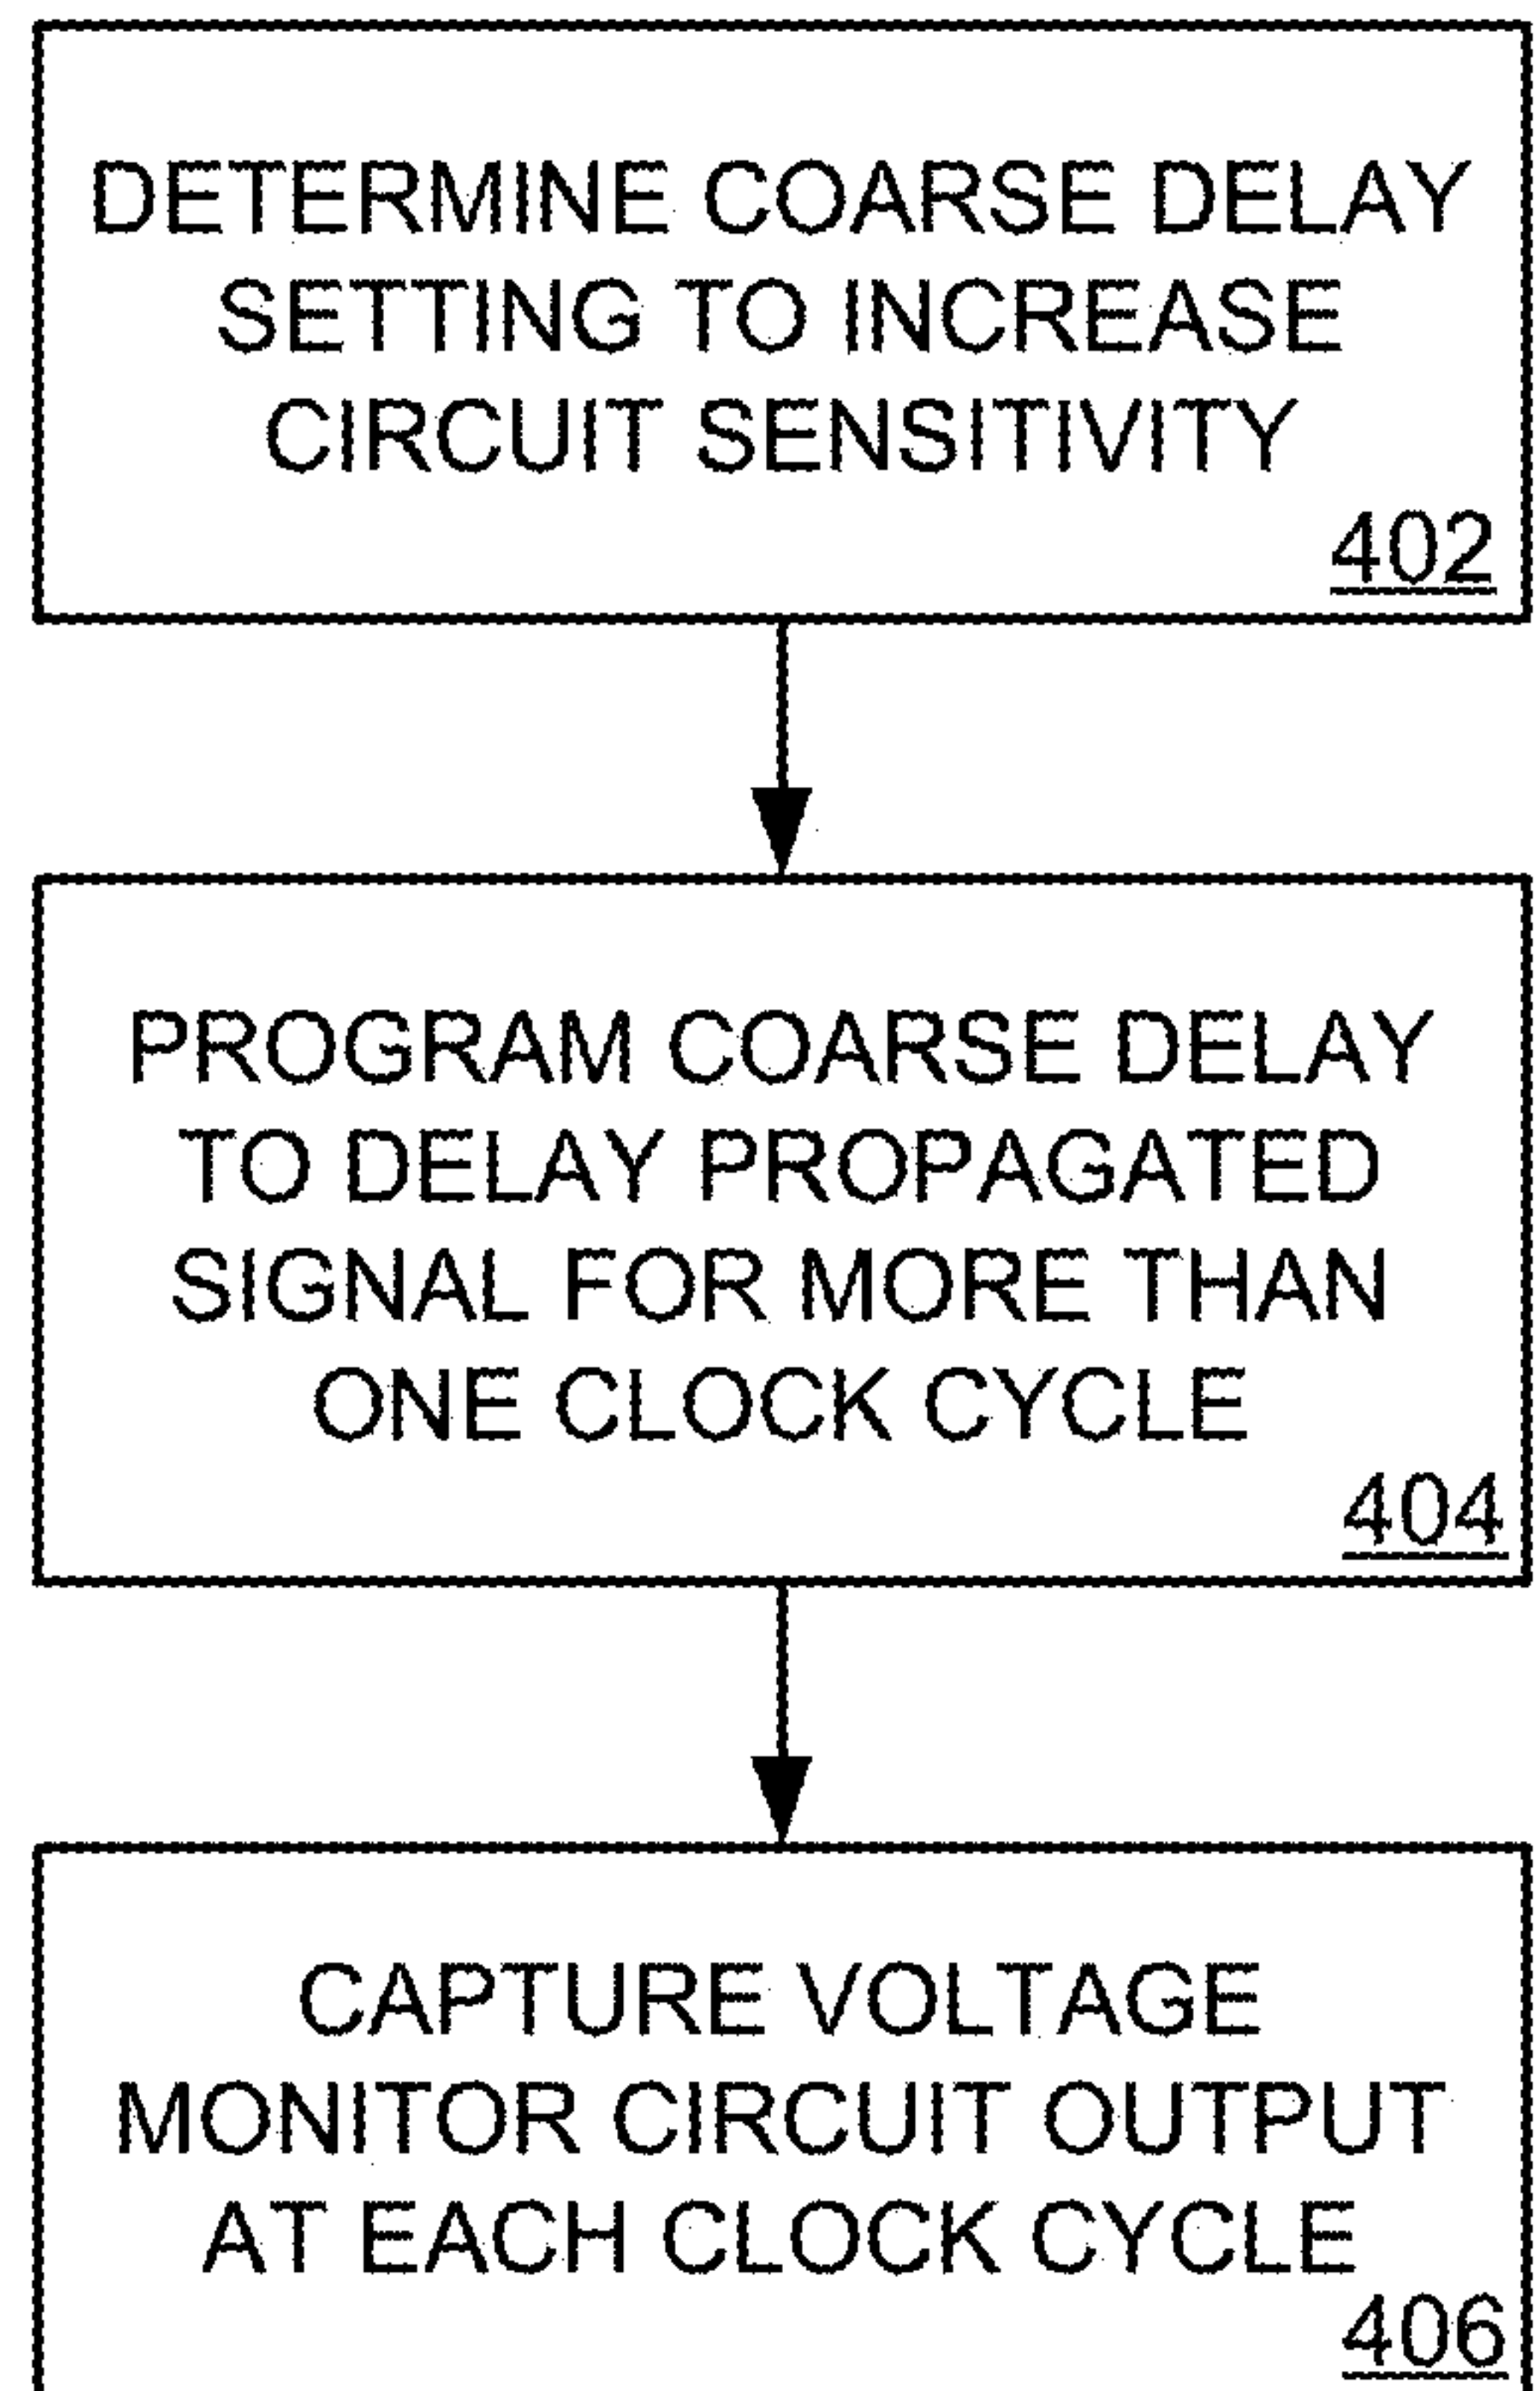 DETERMINE COARSE DELAY
SETTING TO INCREASE
CIRCUIT SENSITIVITY
402
PROGRAM COARSE DELAY
TO DELAY PROPAGATED
SIGNAL FOR MORE THAN
ONE CLOCK CYCLE
404
CAPTURE VOLTAGE
MONITOR CIRCUIT OUTPUT
AT EACH CLOCK CYCLE
406